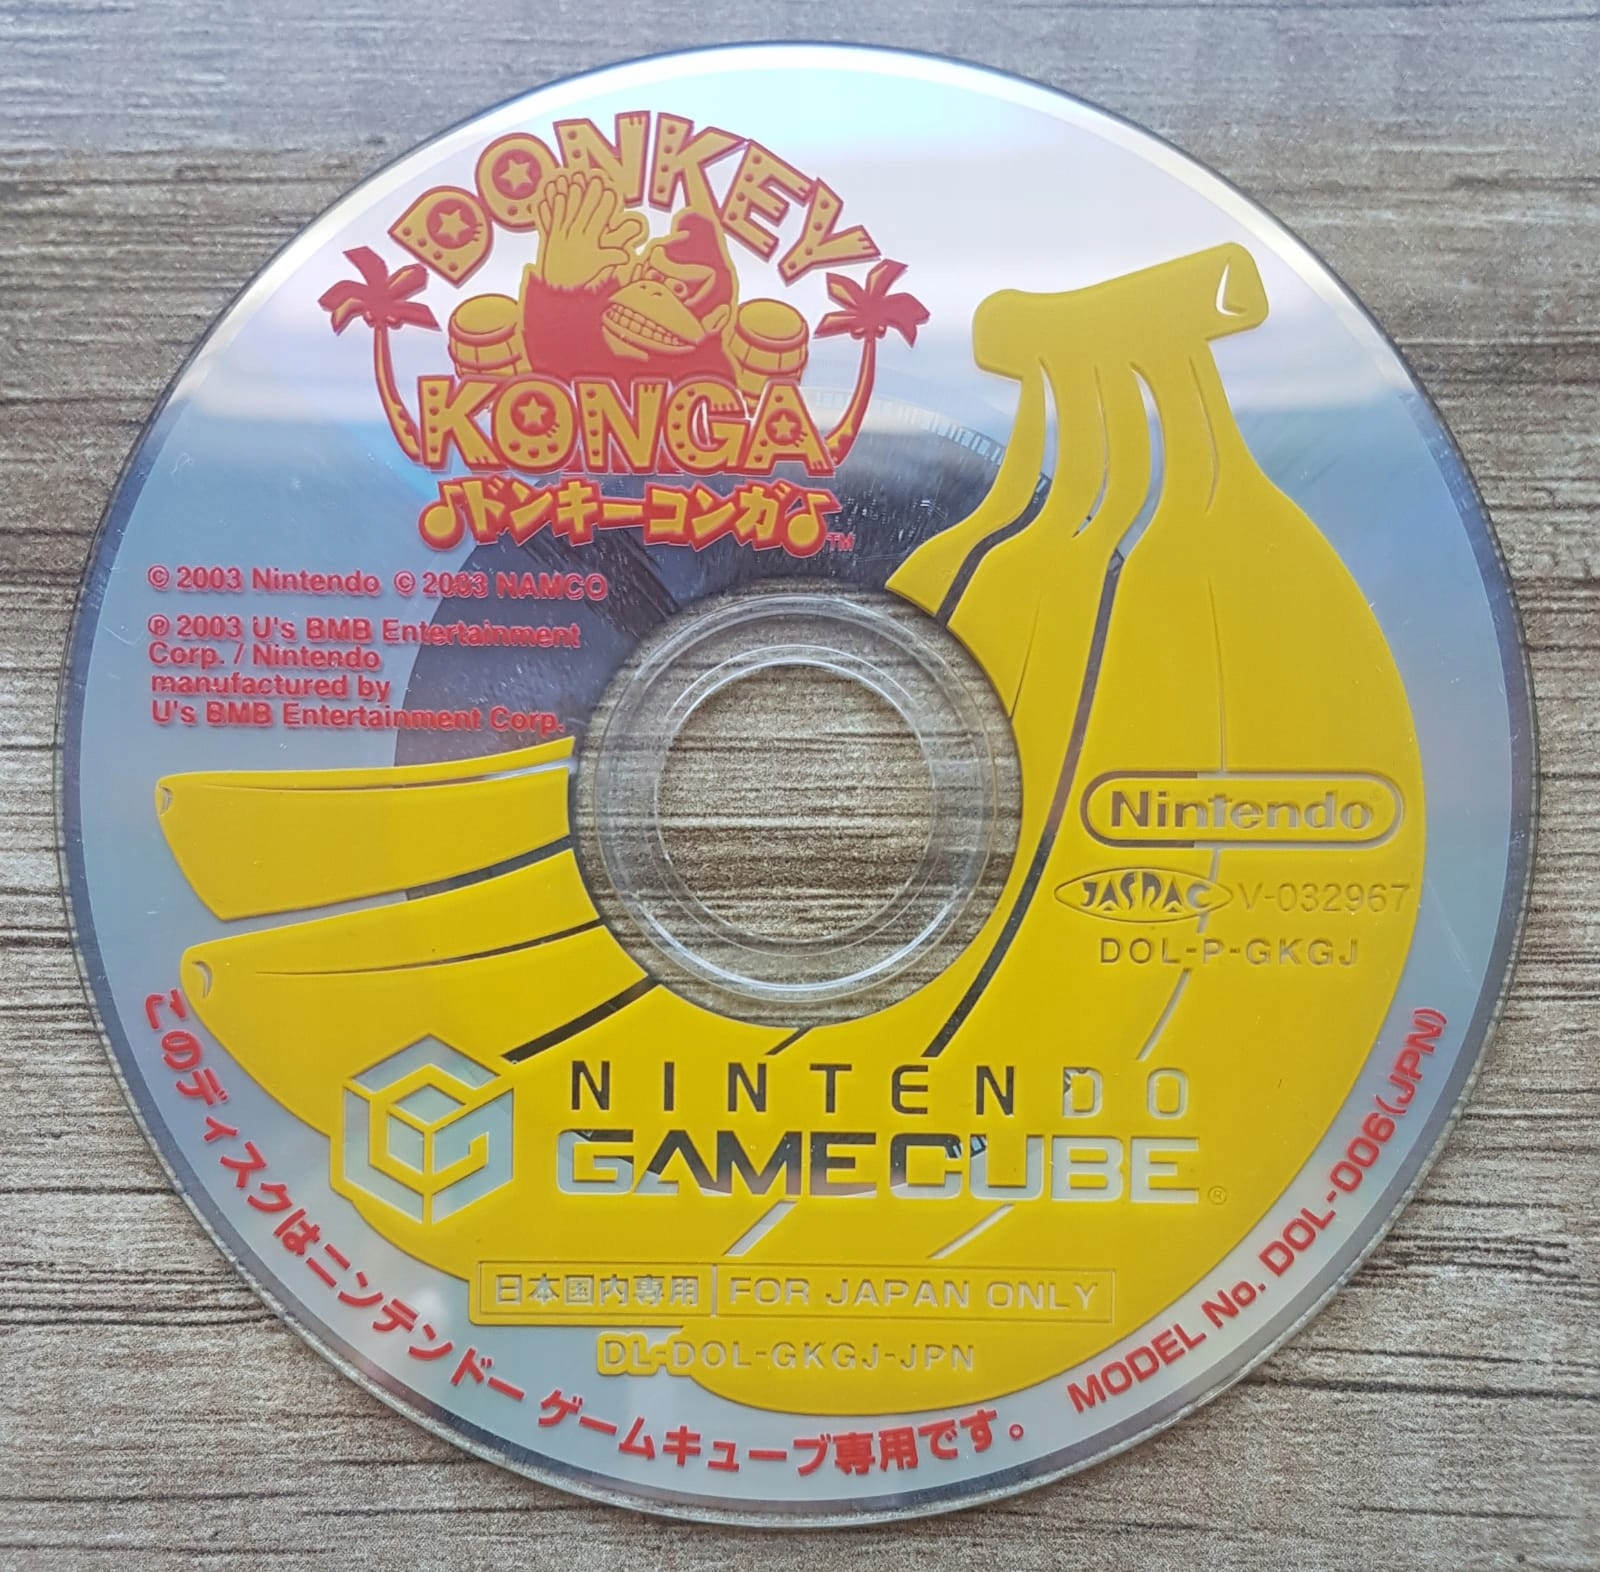 DONKEY
KONGA
♪ドンキーコンガ♪
TM
© 2003 Nintendo © 2003 NAMCO
℗ 2003 U's BMB Entertainment
Corp. / Nintendo
manufactured by
U's BMB Entertainment Corp.
Nintendo®
JASRAC V-032967
DOL-P-GKGJ
NINTENDO
GAMECUBE®
日本国内専用 FOR JAPAN ONLY
DL-DOL-GKGJ-JPN
このディスクはニンテンドー ゲームキューブ専用です。 MODEL No. DOL-006(JPN)